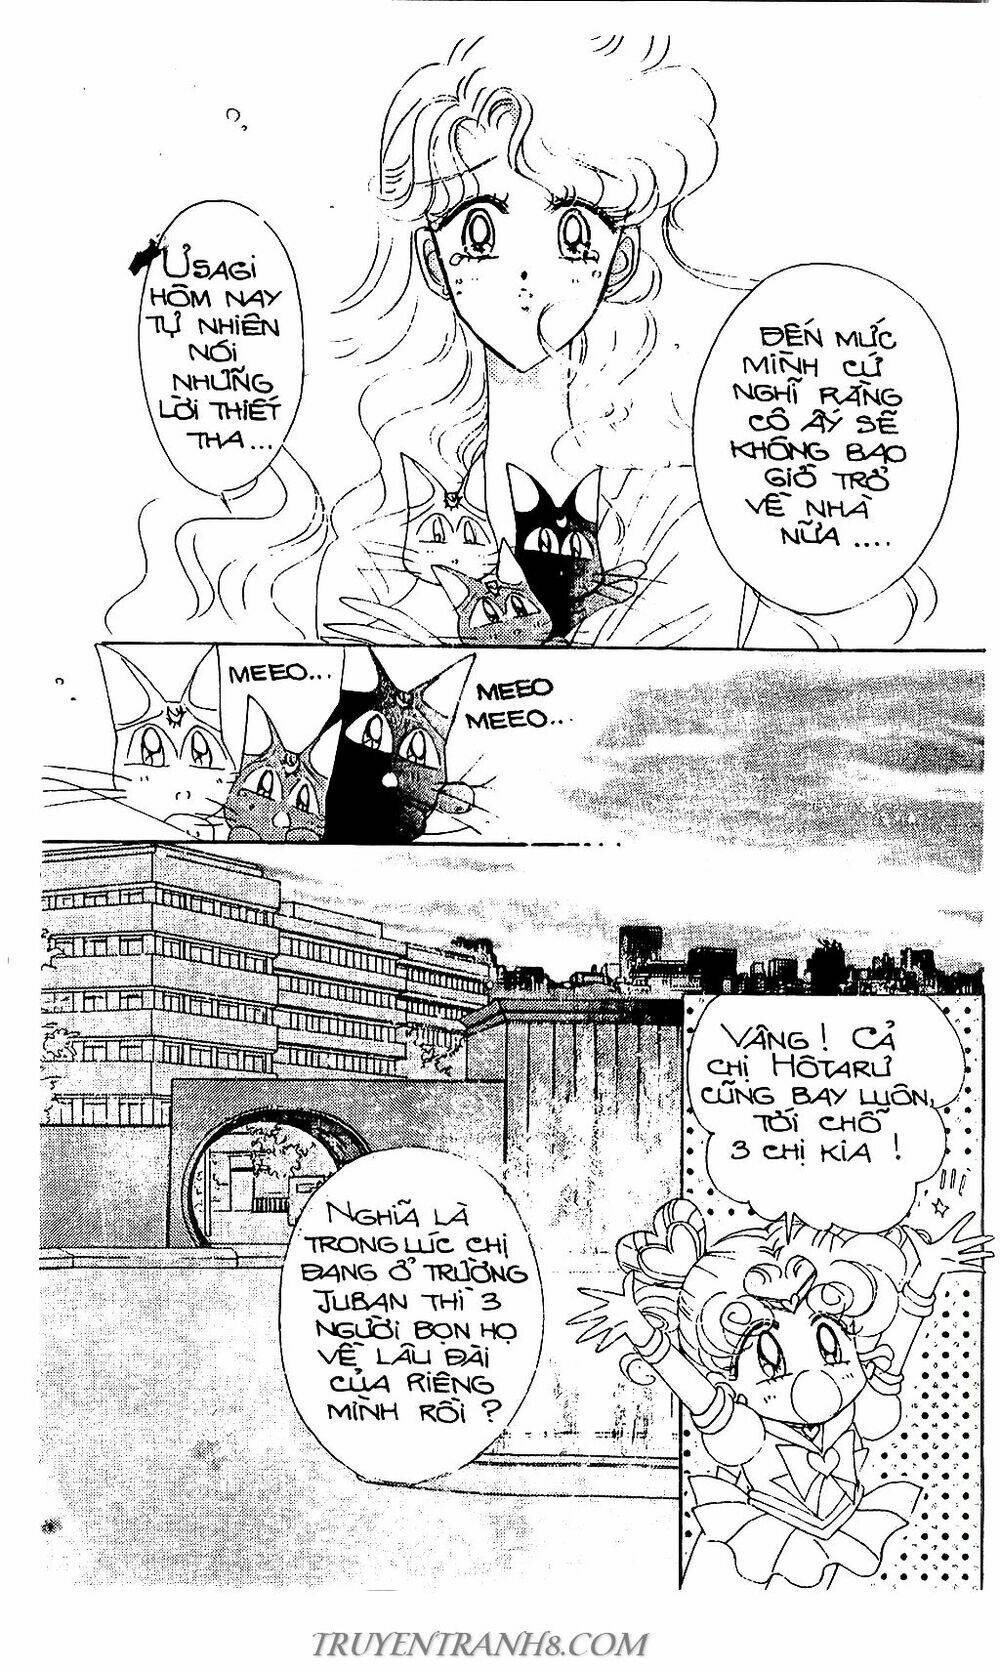 ƯSAGI
HÔM NAY
TỰ NHIÊN
NÓI
NHỮNG
LỜI THIẾT
THA...
ĐẾN MỨC
MÌNH CỨ
NGHĨ RẰNG
CÔ ẤY SẼ
KHÔNG BAO
GIỜ TRỞ
VỀ NHÀ
NỮA ....
MEEO...
MEEO
MEEO...
VÂNG! CẢ
CHỊ HÔTARƯ
CŨNG BAY LUÔN,
TỚI CHỖ
3 CHỊ KIA!
NGHĨA LÀ
TRONG LÚC CHỊ
ĐANG Ở TRƯỜNG
JUBAN THÌ 3
NGƯỜI BỌN HỌ
VỀ LÂU ĐÀI
CỦA RIÊNG
MÌNH RỒI?
TRUYENTRANH8.COM